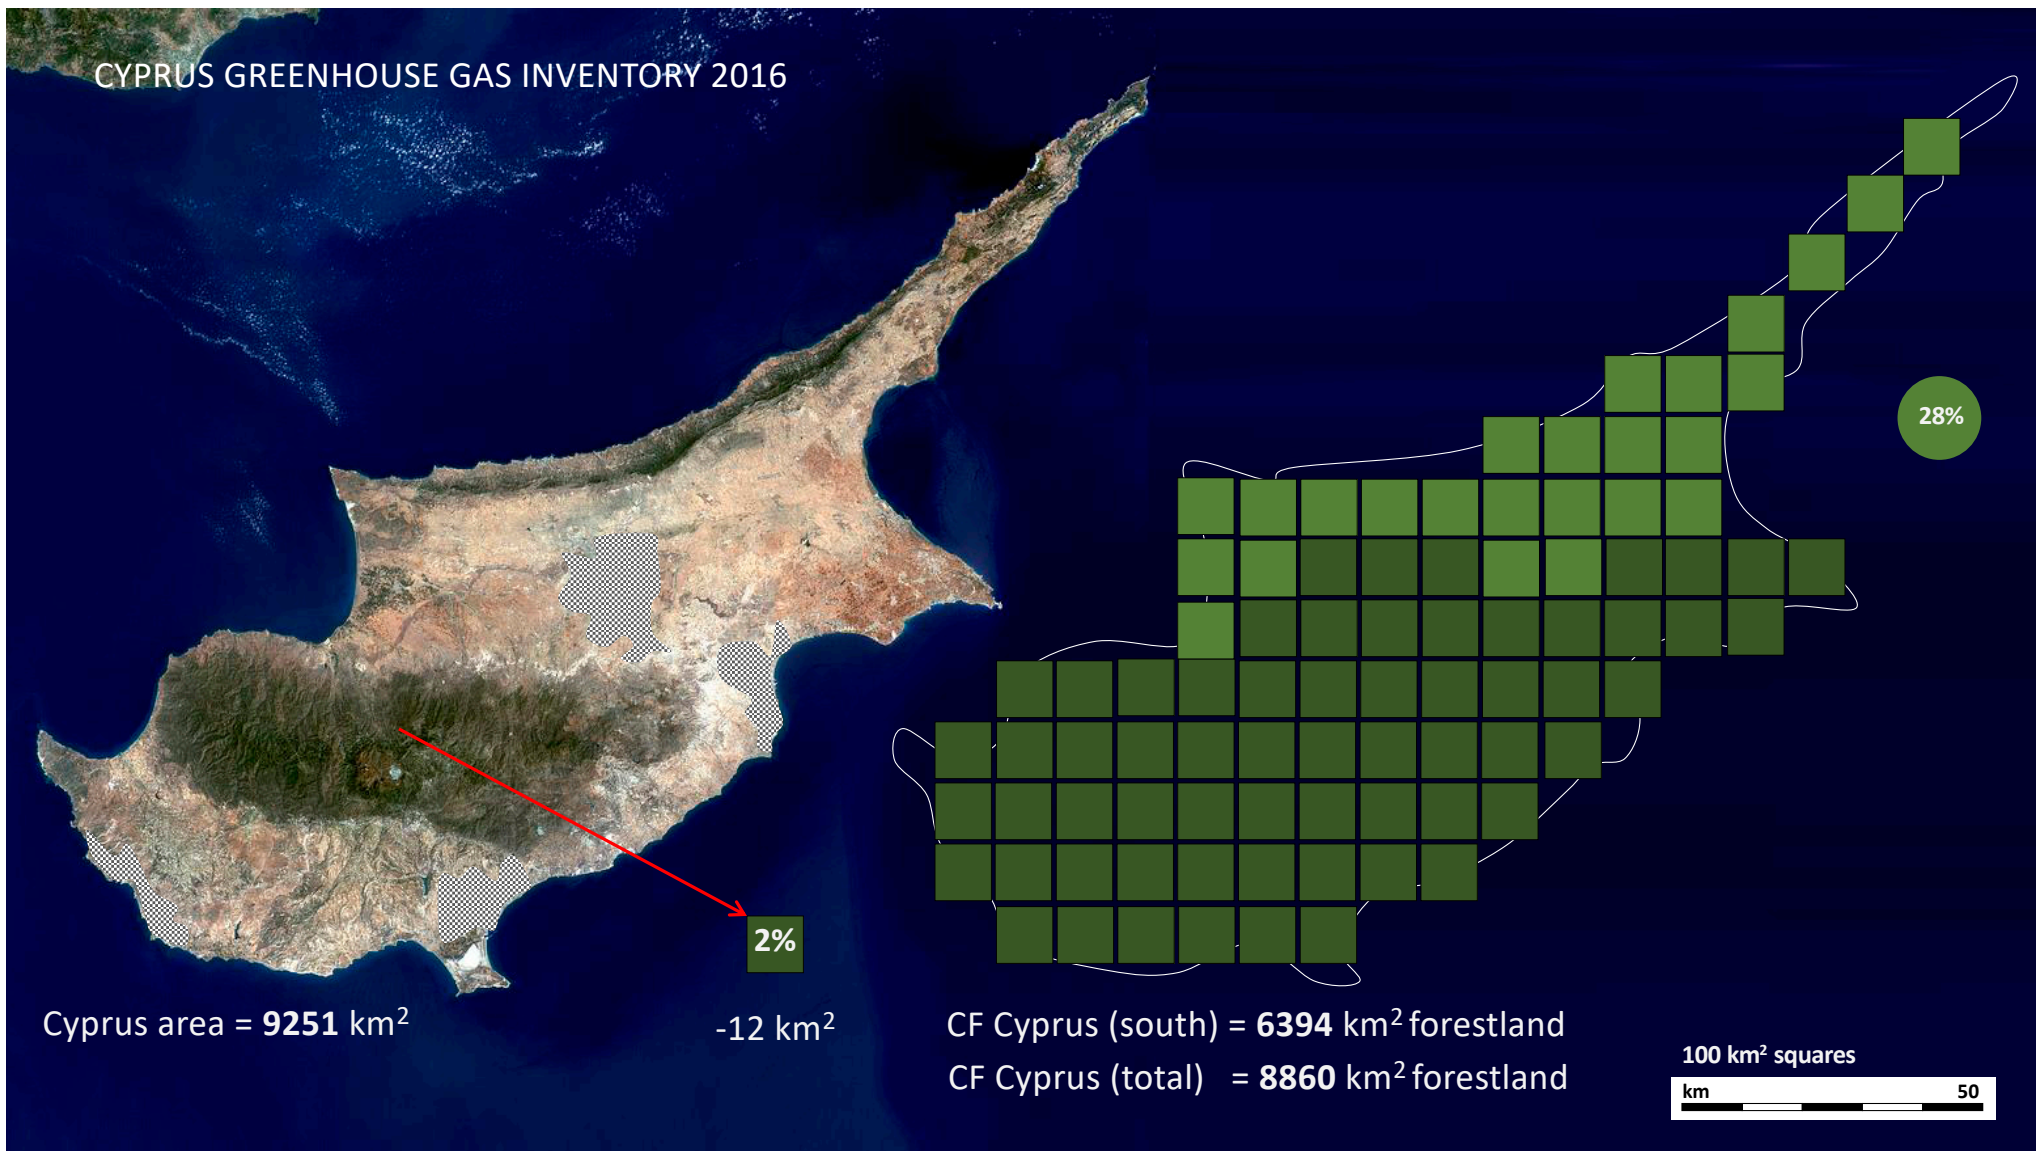 CYPRUS GREENHOUSE GAS INVENTORY 2016
28%
2%
Cyprus area = 9251 km²
-12 km²
CF Cyprus (south) = 6394 km² forestland
CF Cyprus (total) = 8860 km² forestland
100 km² squares
km 50